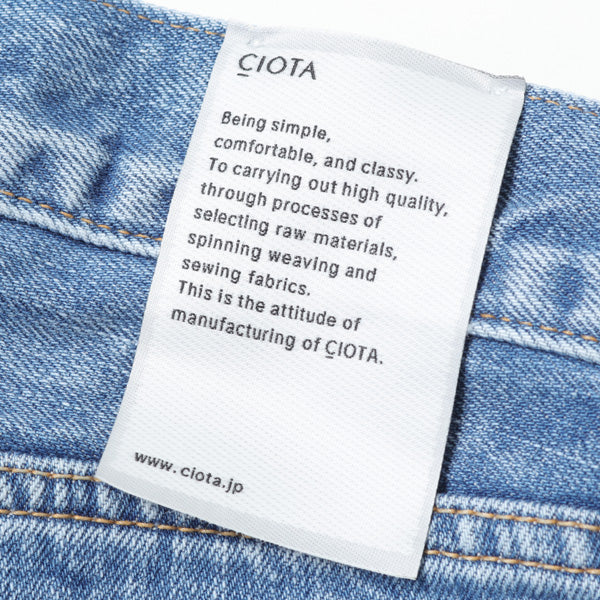 ÇIOTA
Being simple,
comfortable, and classy.
To carrying out high quality,
through processes of
selecting raw materials,
spinning weaving and
sewing fabrics.
This is the attitude of
manufacturing of ÇIOTA.
www.ciota.jp